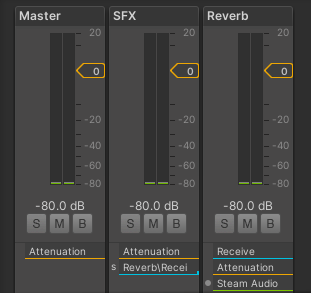 Master SFX Reverb
20 20 20
0 0 0
-20 -20 -20
-40 -40 -40
-60 -60 -60
-80 -80 -80
-80.0 dB -80.0 dB -80.0 dB
S M B S M B S M B
Attenuation Attenuation Receive
s Reverb\Recei Attenuation
Steam Audio